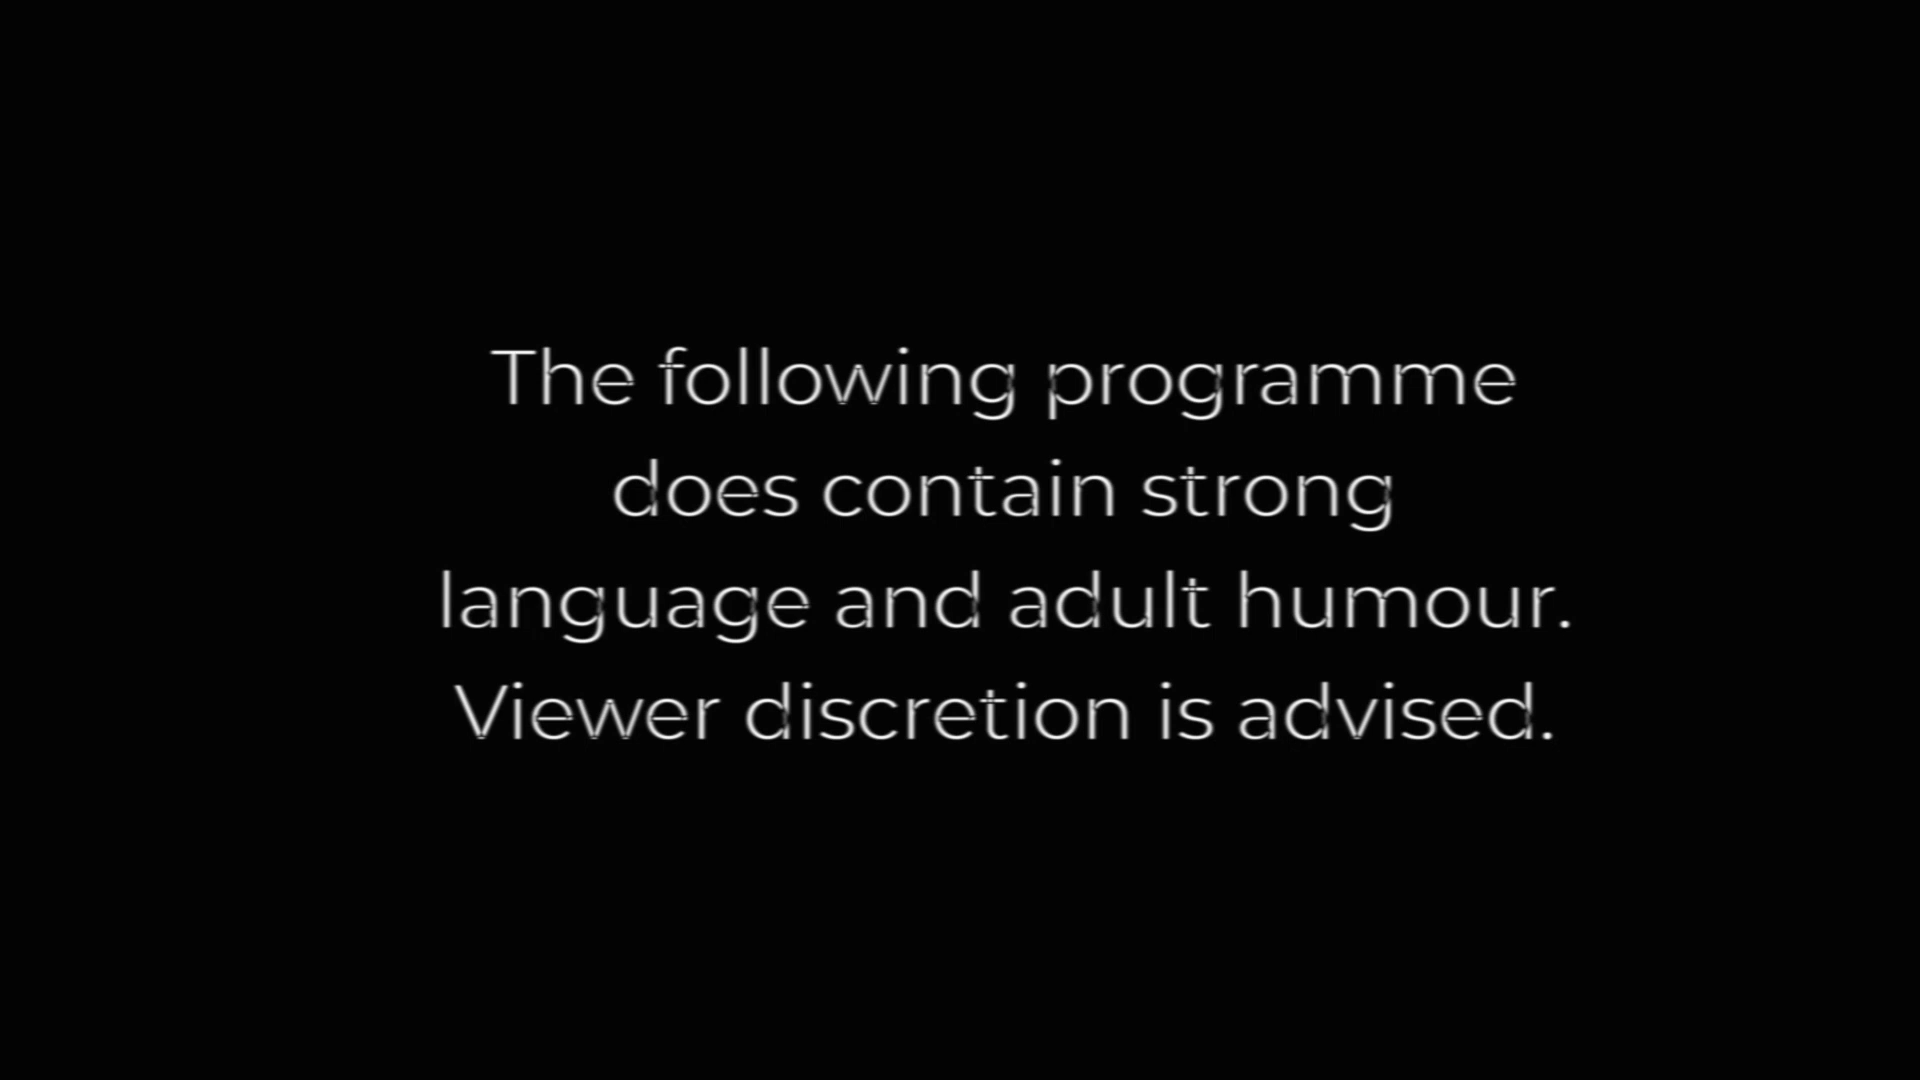 The following programme
does contain strong
language and adult humour.
Viewer discretion is advised.